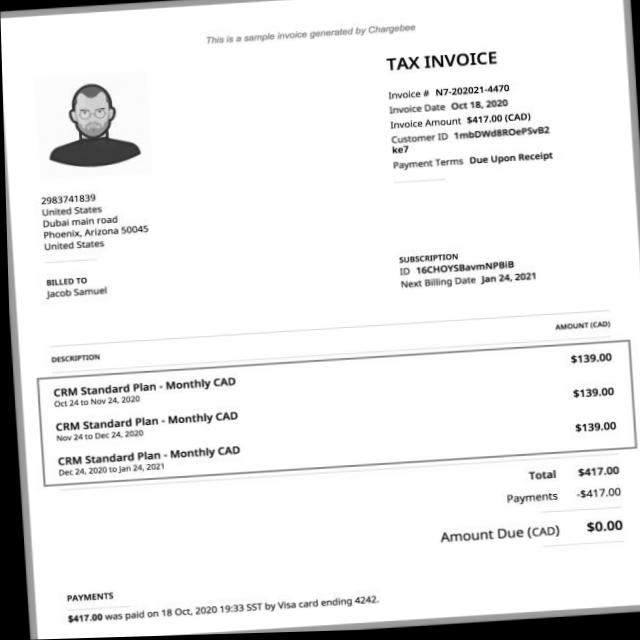 This is a sample invoice generated by Chargebee
TAX INVOICE
Invoice # N7-202021-4470
Invoice Date Oct 18, 2020
Invoice Amount $417.00 (CAD)
Customer ID 1mbDWd8ROePSvB2
ke7
Payment Terms Due Upon Receipt
2983741839
United States
Dubai main road
Phoenix, Arizona 50045
United States
BILLED TO
Jacob Samuel
SUBSCRIPTION
ID 16CHOYSBavmNPBiB
Next Billing Date Jan 24, 2021
DESCRIPTION AMOUNT (CAD)
CRM Standard Plan - Monthly CAD $139.00
Oct 24 to Nov 24, 2020
CRM Standard Plan - Monthly CAD $139.00
Nov 24 to Dec 24, 2020
CRM Standard Plan - Monthly CAD $139.00
Dec 24, 2020 to Jan 24, 2021
Total $417.00
Payments -$417.00
Amount Due (CAD) $0.00
PAYMENTS
$417.00 was paid on 18 Oct, 2020 19:33 SST by Visa card ending 4242.